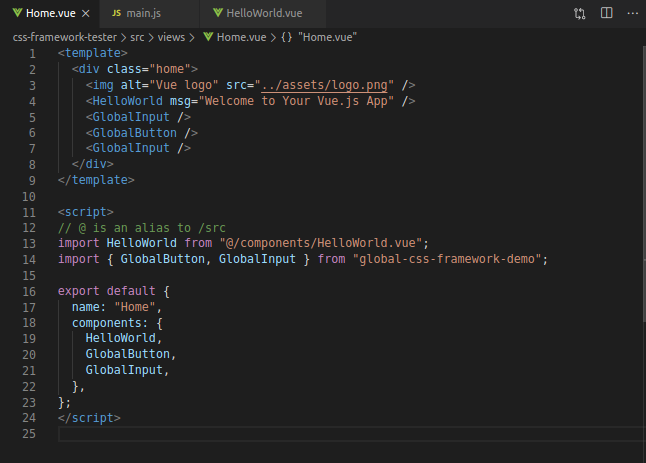 Home.vue × JS main.js HelloWorld.vue ...
css-framework-tester > src > views > Home.vue > {} "Home.vue"
1 <template>
2 <div class="home">
3 <img alt="Vue logo" src="../assets/logo.png" />
4 <HelloWorld msg="Welcome to Your Vue.js App" />
5 <GlobalInput />
6 <GlobalButton />
7 <GlobalInput />
8 </div>
9 </template>
10
11 <script>
12 // @ is an alias to /src
13 import HelloWorld from "@/components/HelloWorld.vue";
14 import { GlobalButton, GlobalInput } from "global-css-framework-demo";
15
16 export default {
17 name: "Home",
18 components: {
19 HelloWorld,
20 GlobalButton,
21 GlobalInput,
22 },
23 };
24 </script>
25